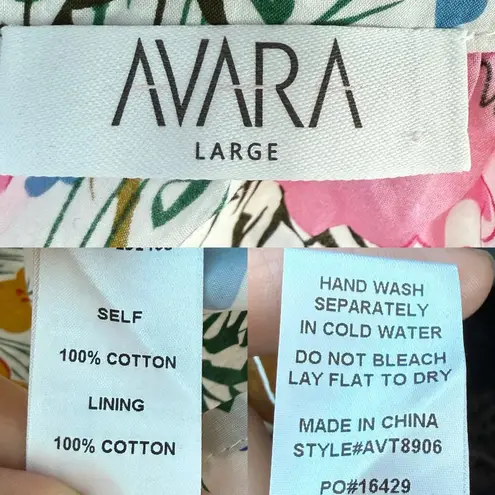 AVARA
LARGE
SELF
100% COTTON
LINING
100% COTTON
HAND WASH
SEPARATELY
IN COLD WATER
DO NOT BLEACH
LAY FLAT TO DRY
MADE IN CHINA
STYLE#AVT8906
PO#16429